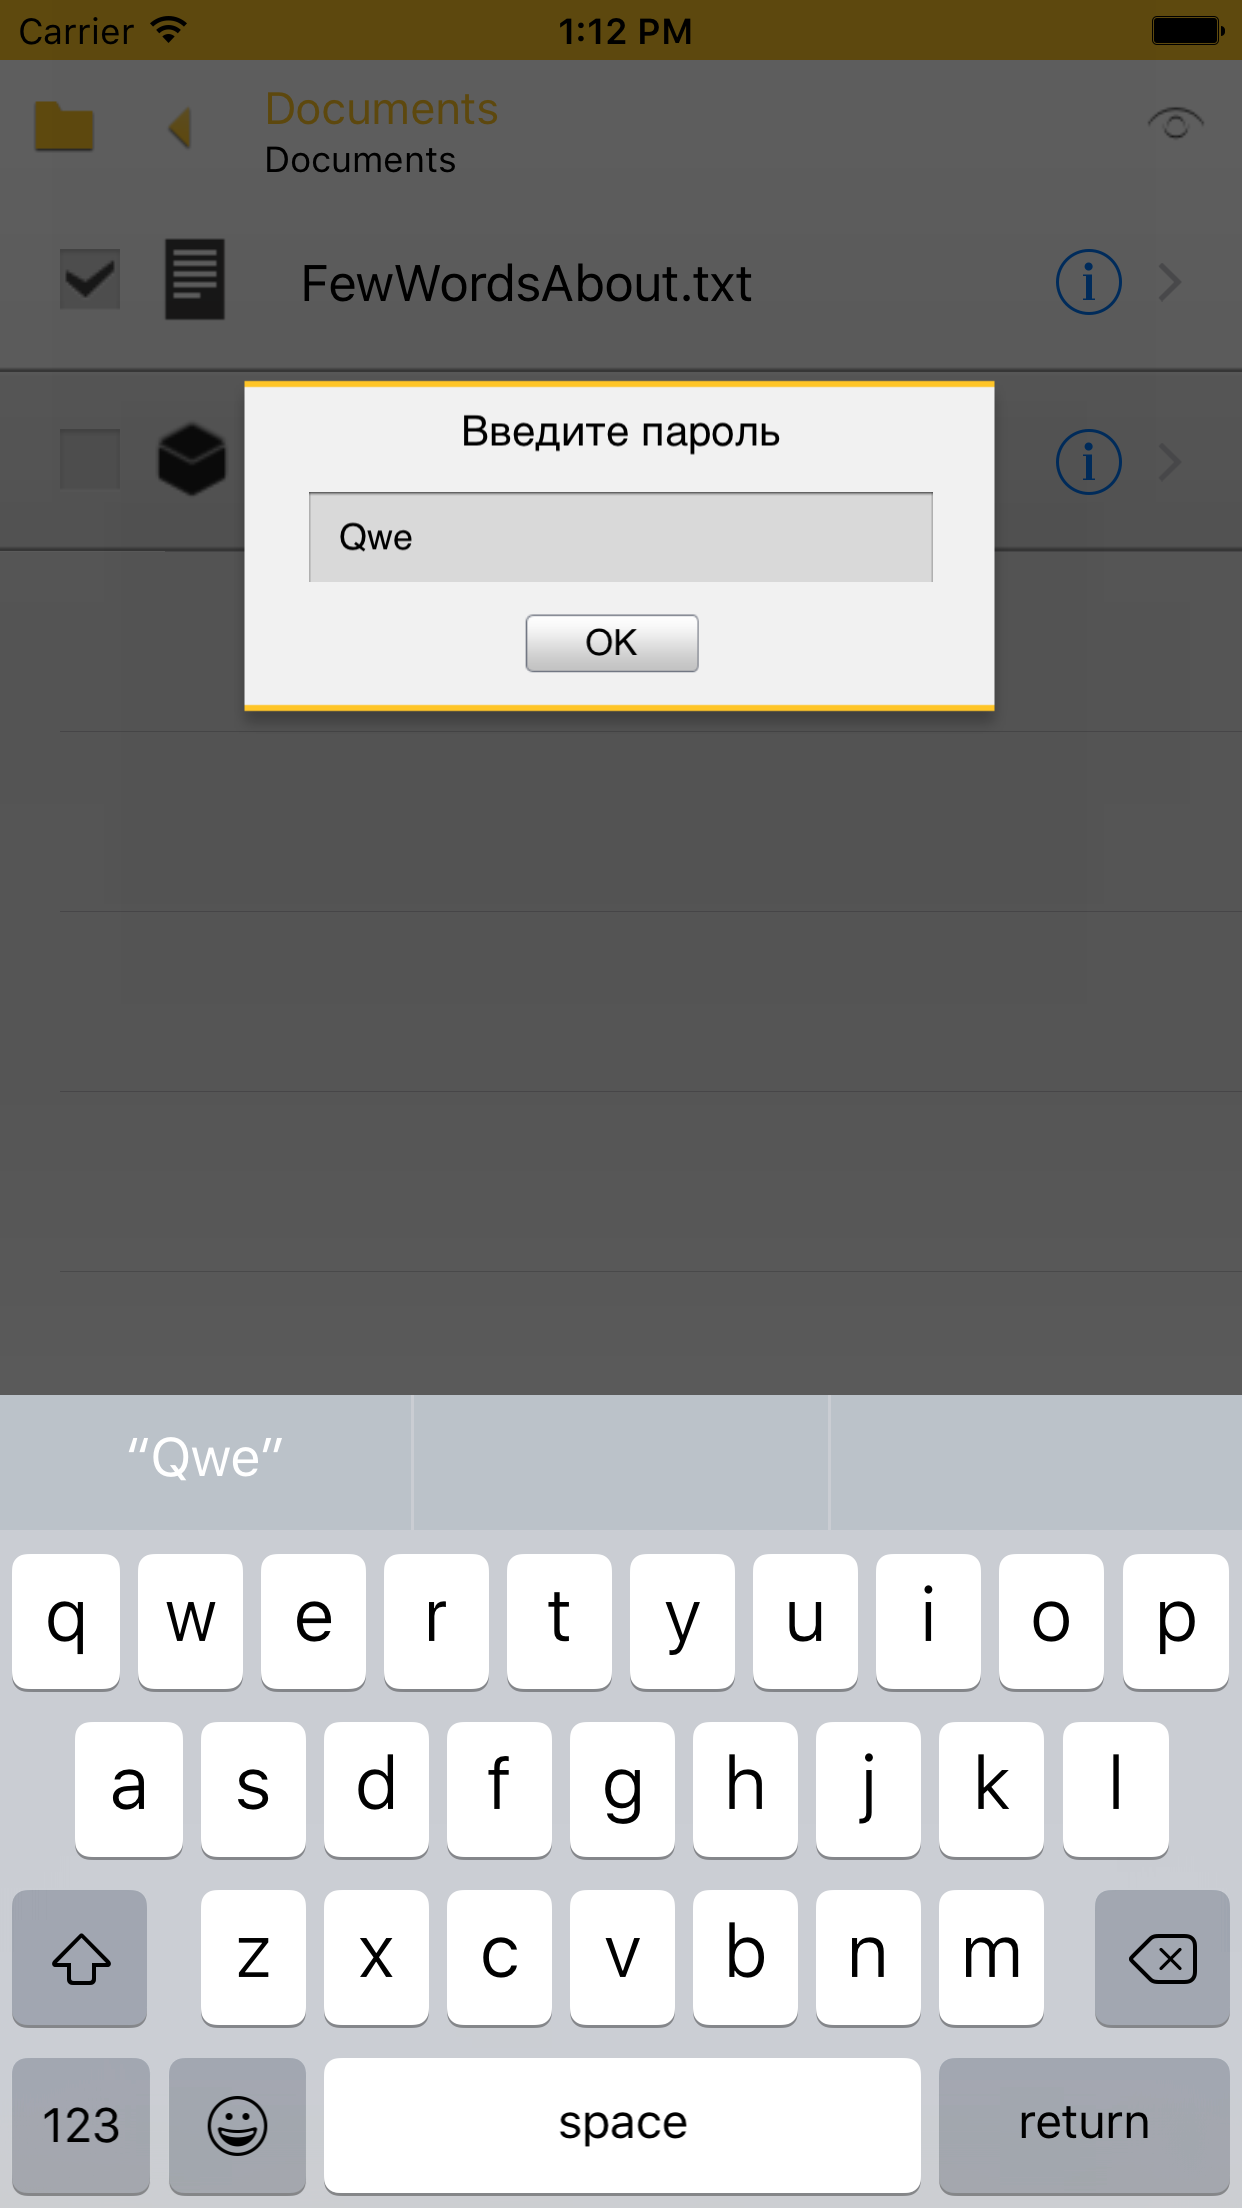 Carrier 1:12 PM
Documents
Documents
FewWordsAbout.txt
Введите пароль
Qwe
OK
“Qwe”
q w e r t y u i o p
a s d f g h j k l
z x c v b n m
123 space return